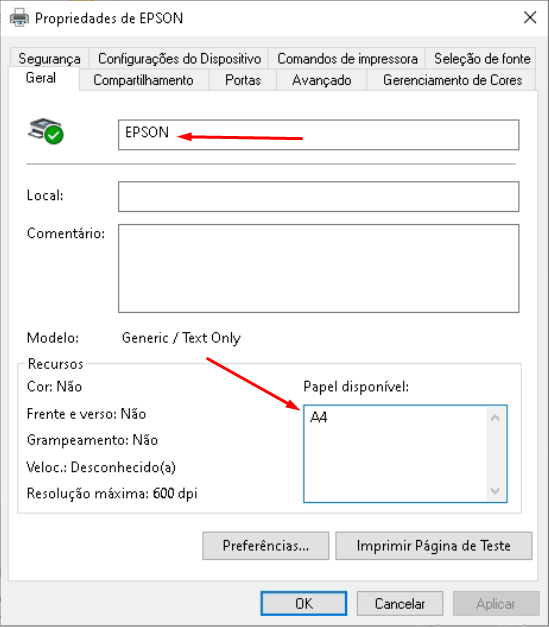 Propriedades de EPSON
Segurança Configurações do Dispositivo Comandos de impressora Seleção de fonte
Geral Compartilhamento Portas Avançado Gerenciamento de Cores
EPSON
Local:
Comentário:
Modelo: Generic / Text Only
Recursos
Cor: Não Papel disponível:
Frente e verso: Não A4
Grampeamento: Não
Veloc.: Desconhecido(a)
Resolução máxima: 600 dpi
Preferências... Imprimir Página de Teste
OK Cancelar Aplicar